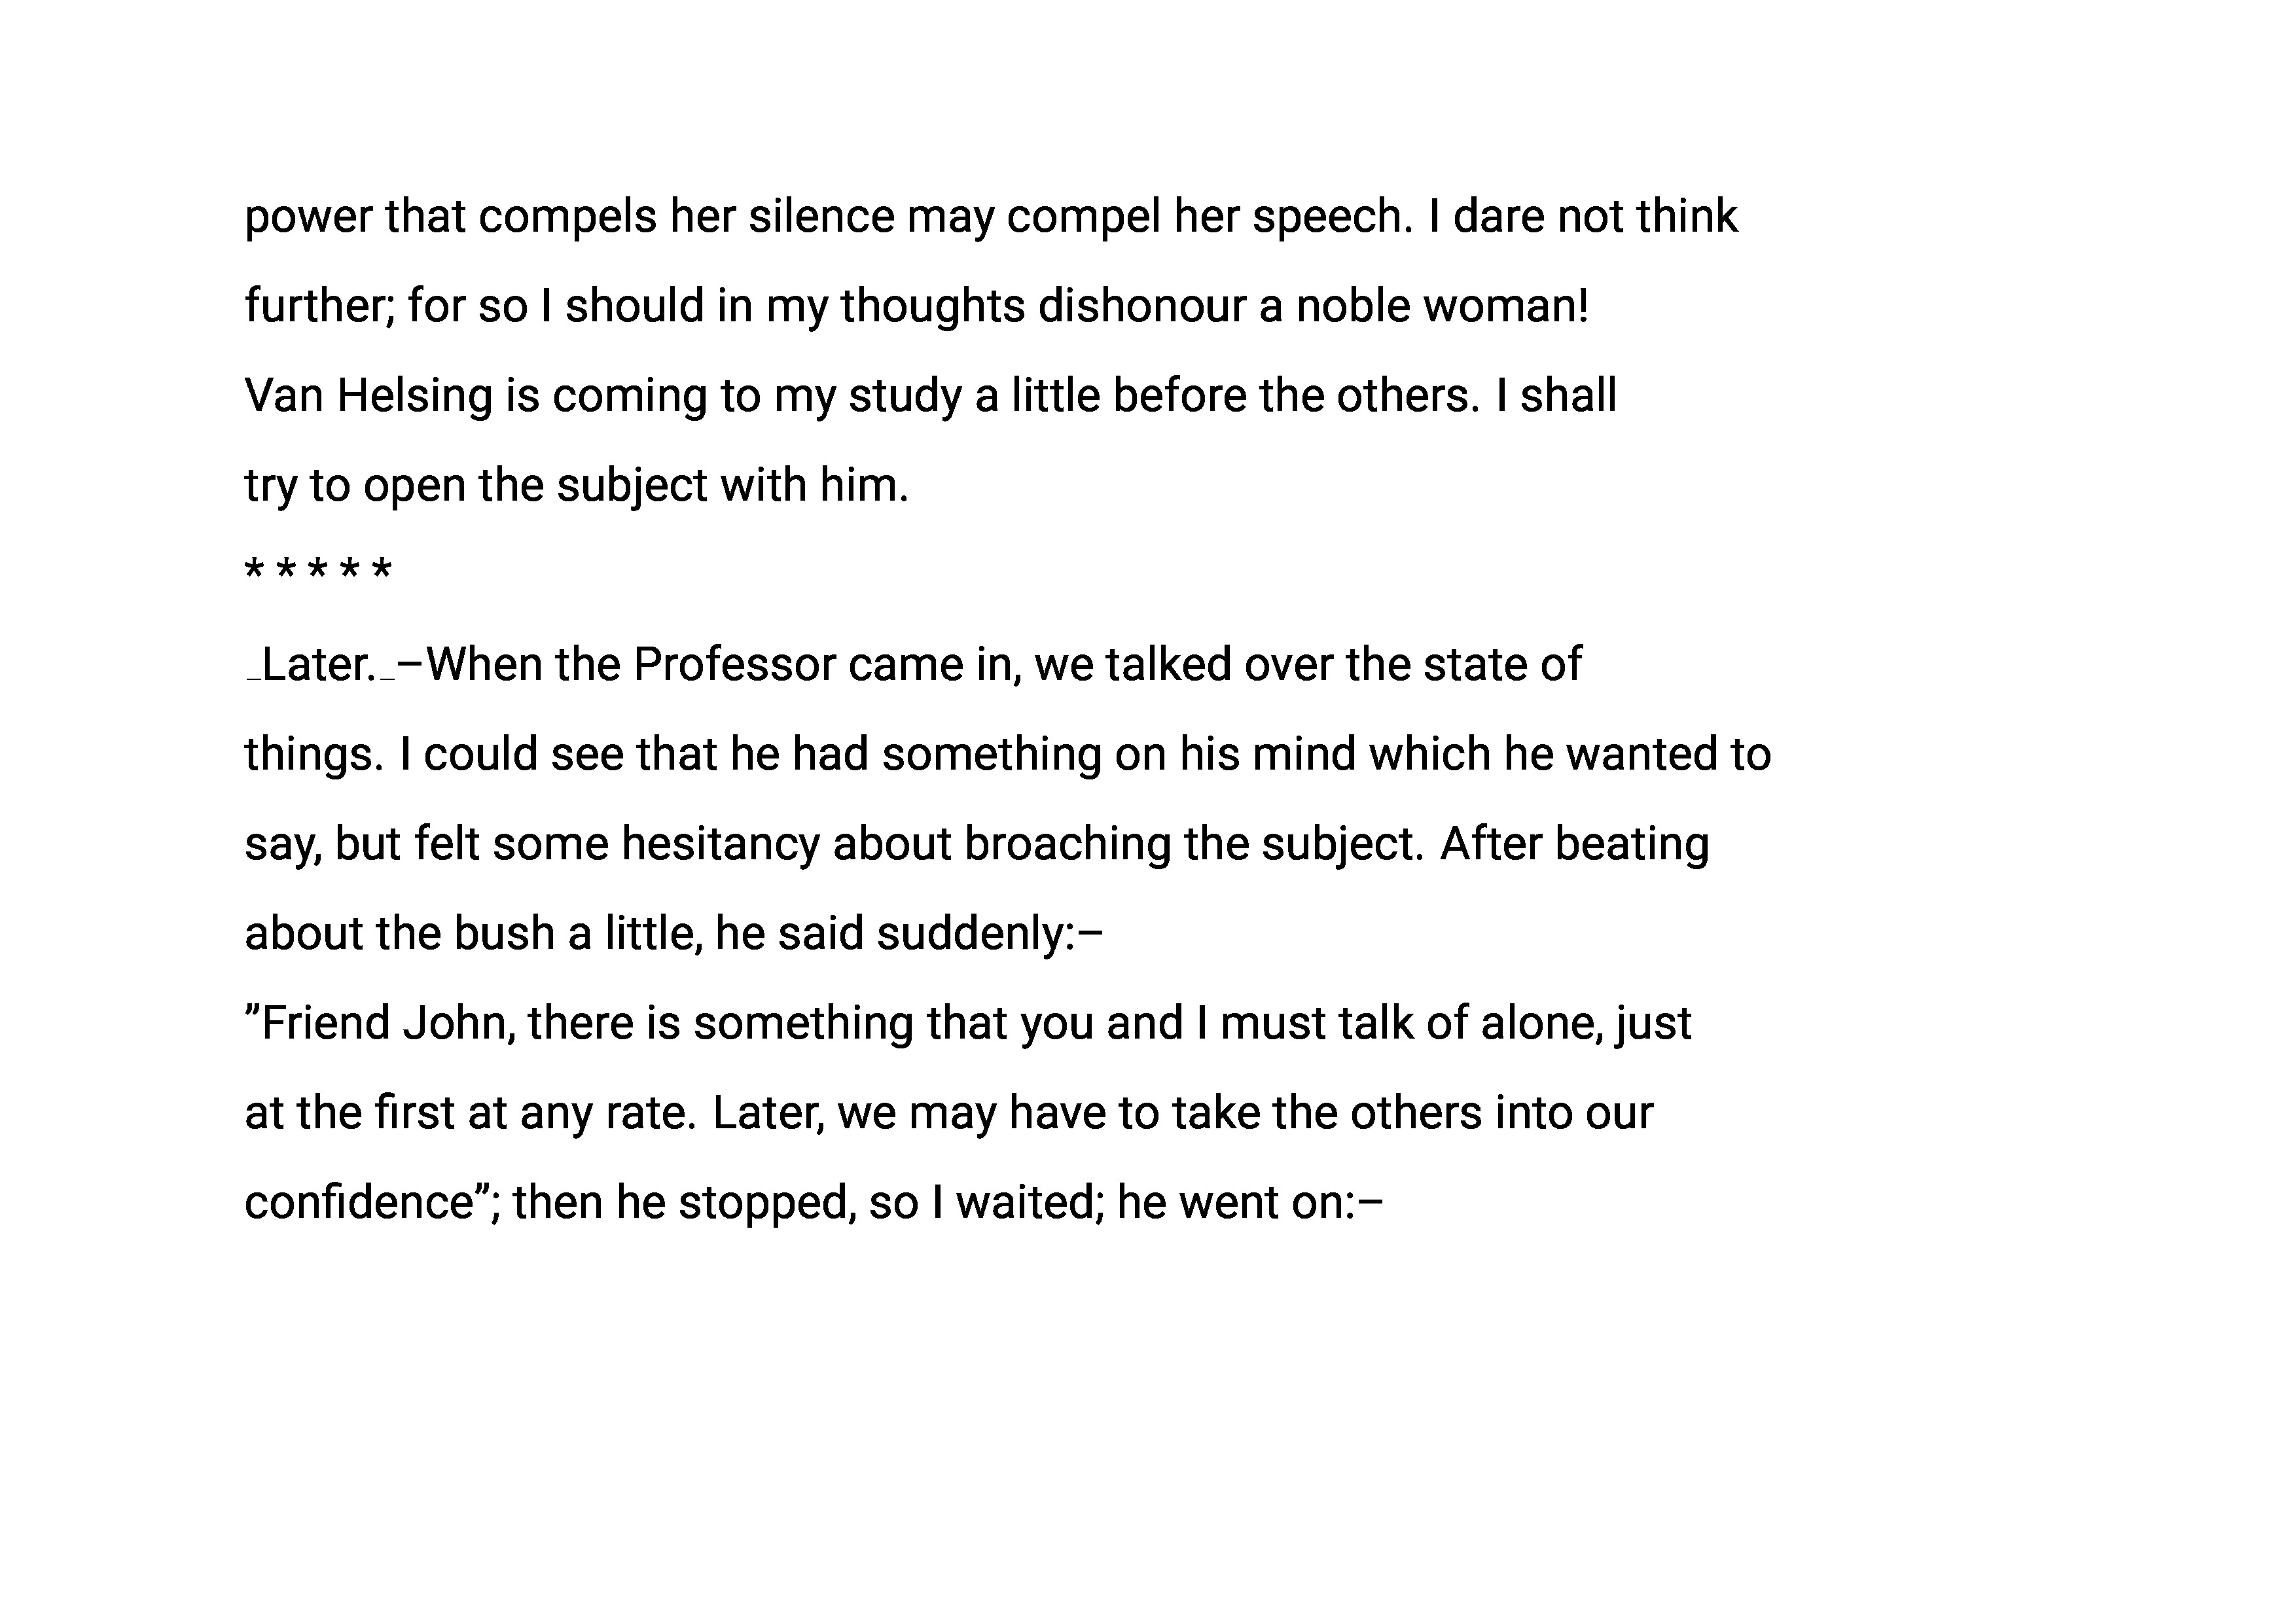 power that compels her silence may compel her speech. I dare not think
further; for so I should in my thoughts dishonour a noble woman!
Van Helsing is coming to my study a little before the others. I shall
try to open the subject with him.
* * * * *
_Later._–When the Professor came in, we talked over the state of
things. I could see that he had something on his mind which he wanted to
say, but felt some hesitancy about broaching the subject. After beating
about the bush a little, he said suddenly:–
”Friend John, there is something that you and I must talk of alone, just
at the first at any rate. Later, we may have to take the others into our
confidence”; then he stopped, so I waited; he went on:–